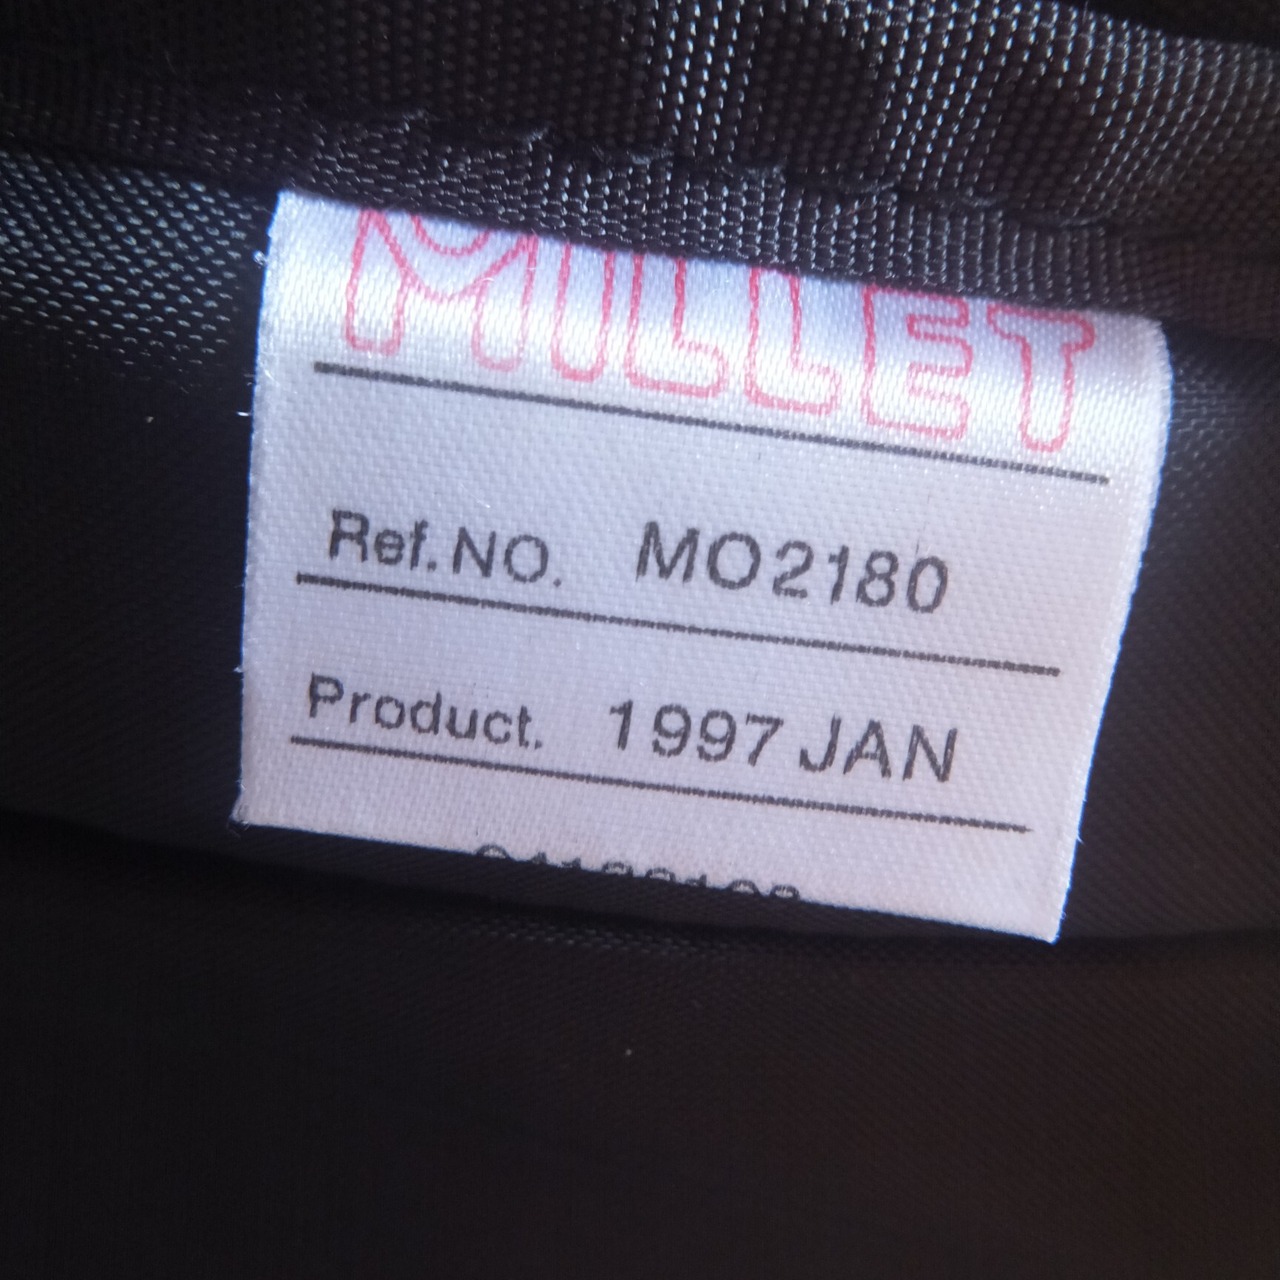 MILLET
Ref.NO. MO2180
Product. 1997 JAN